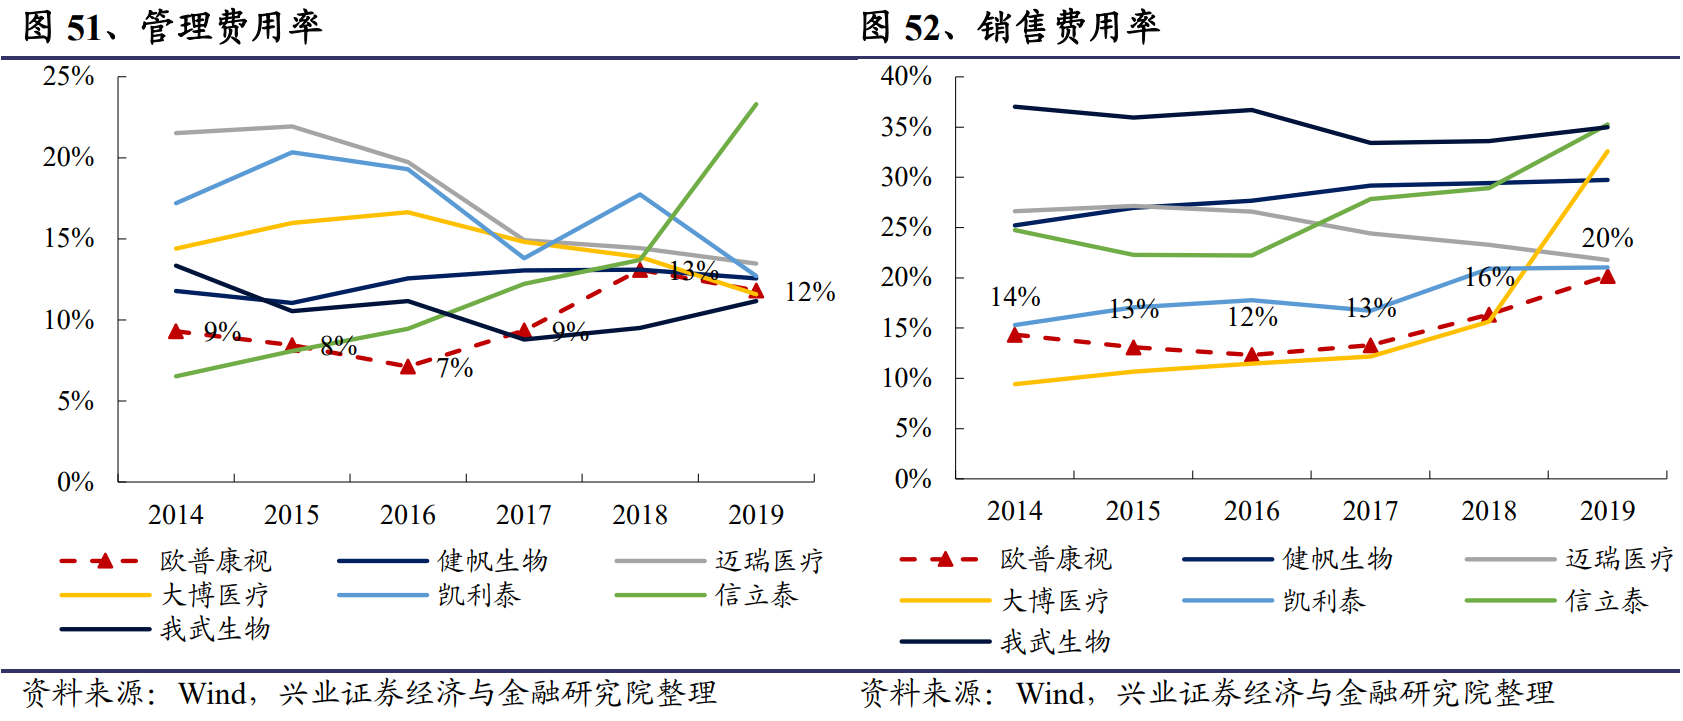 图 51、管理费用率
25%
20%
15%
10%
5%
0%
9%
8%
7%
9%
13%
12%
2014 2015 2016 2017 2018 2019
欧普康视 健帆生物 迈瑞医疗
大博医疗 凯利泰 信立泰
我武生物
资料来源：Wind，兴业证券经济与金融研究院整理
图 52、销售费用率
40%
35%
30%
25%
20%
15%
10%
5%
0%
14%
13%
12%
13%
16%
20%
2014 2015 2016 2017 2018 2019
欧普康视 健帆生物 迈瑞医疗
大博医疗 凯利泰 信立泰
我武生物
资料来源：Wind，兴业证券经济与金融研究院整理